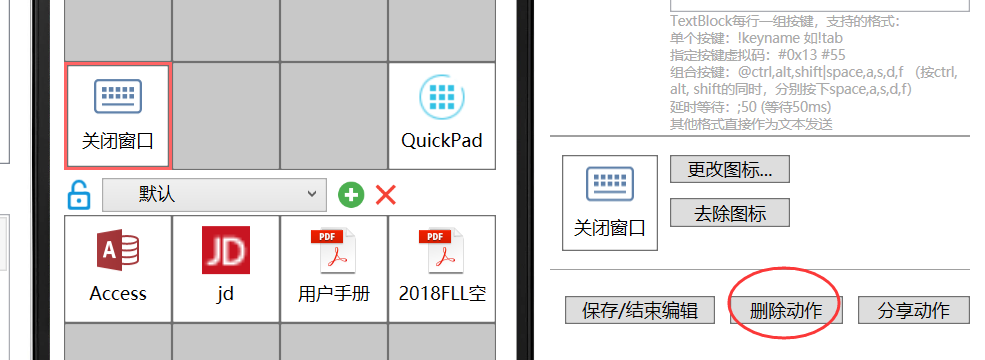 关闭窗口
QuickPad
默认
PDF
PDF
JD
Access
jd
用户手册
2018FLL空
TextBlock每行一组按键，支持的格式：
单个按键：!keyname 如!tab
指定按键虚拟码：#0x13 #55
组合按键：@ctrl,alt,shift|space,a,s,d,f （按ctrl,
alt, shift的同时，分别按下space,a,s,d,f）
延时等待：;50 (等待50ms)
其他格式直接作为文本发送
关闭窗口
更改图标...
去除图标
保存/结束编辑
删除动作
分享动作